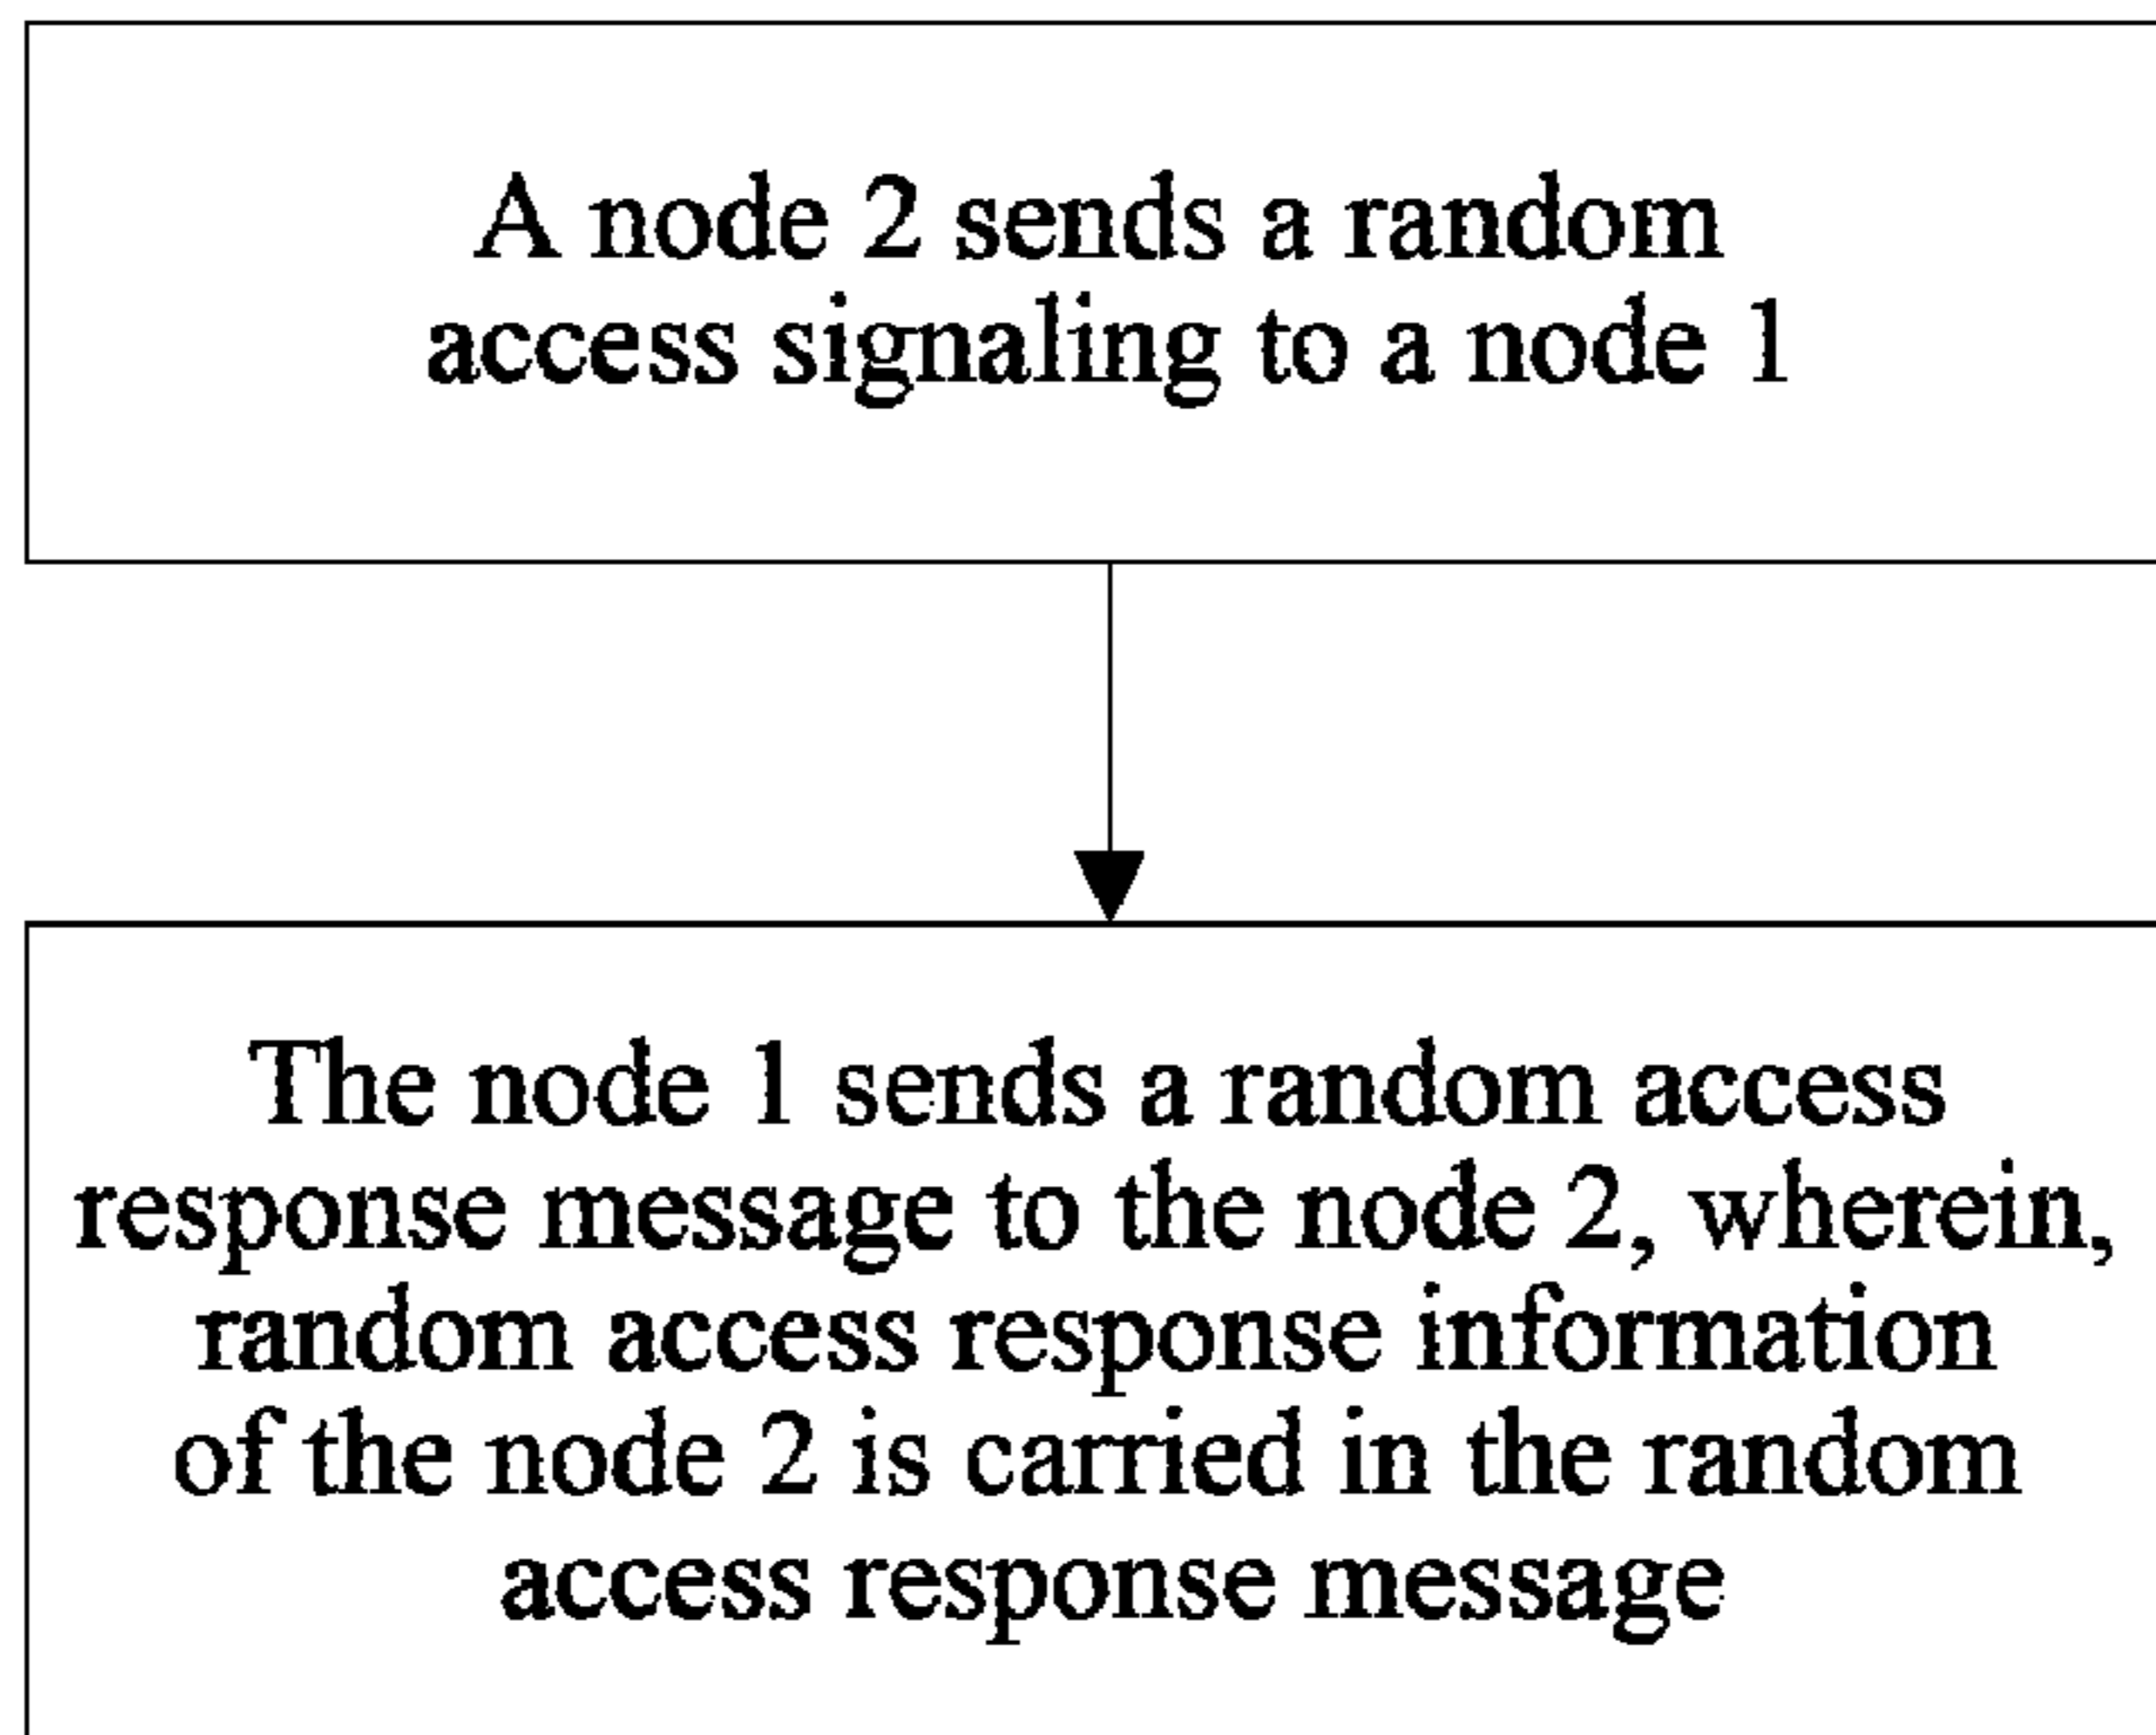 A node 2 sends a random
access signaling to a node 1
The node 1 sends a random access
response message to the node 2, wherein,
random access response information
of the node 2 is carried in the random
access response message